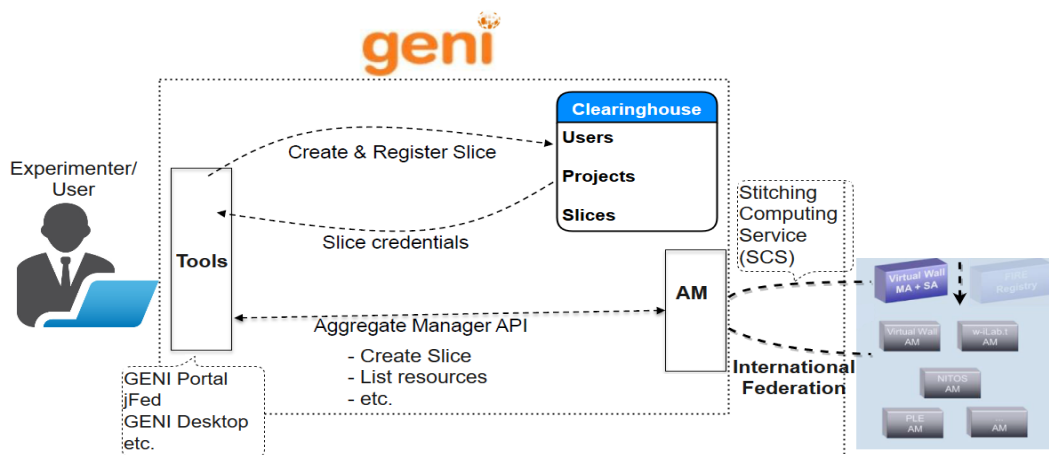 geni
Clearinghouse
Users
Projects
Slices
Create & Register Slice
Slice credentials
Experimenter/
User
Tools
AM
Aggregate Manager API
- Create Slice
- List resources
- etc.
GENI Portal
jFed
GENI Desktop
etc.
Stitching
Computing
Service
(SCS)
International
Federation
Virtual Wall
MA + SA
FIRE
Registry
Virtual Wall
AM
w-iLab.t
AM
NITOS
AM
PLE
AM
...
AM